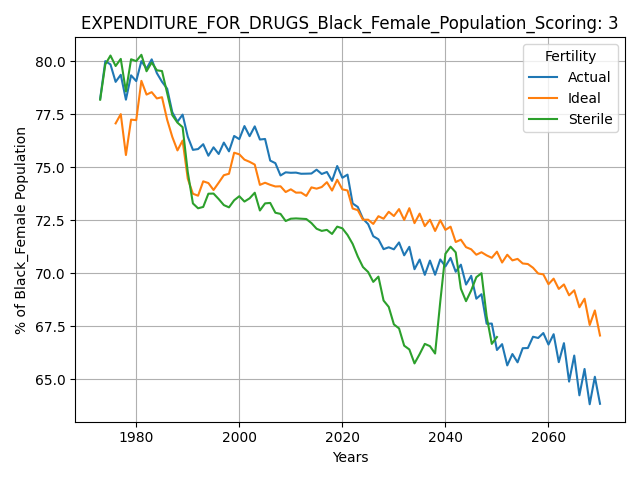 EXPENDITURE_FOR_DRUGS_Black_Female_Population_Scoring: 3
Fertility
Actual
Ideal
Sterile
% of Black_Female Population
80.0
77.5
75.0
72.5
70.0
67.5
65.0
1980
2000
2020
2040
2060
Years